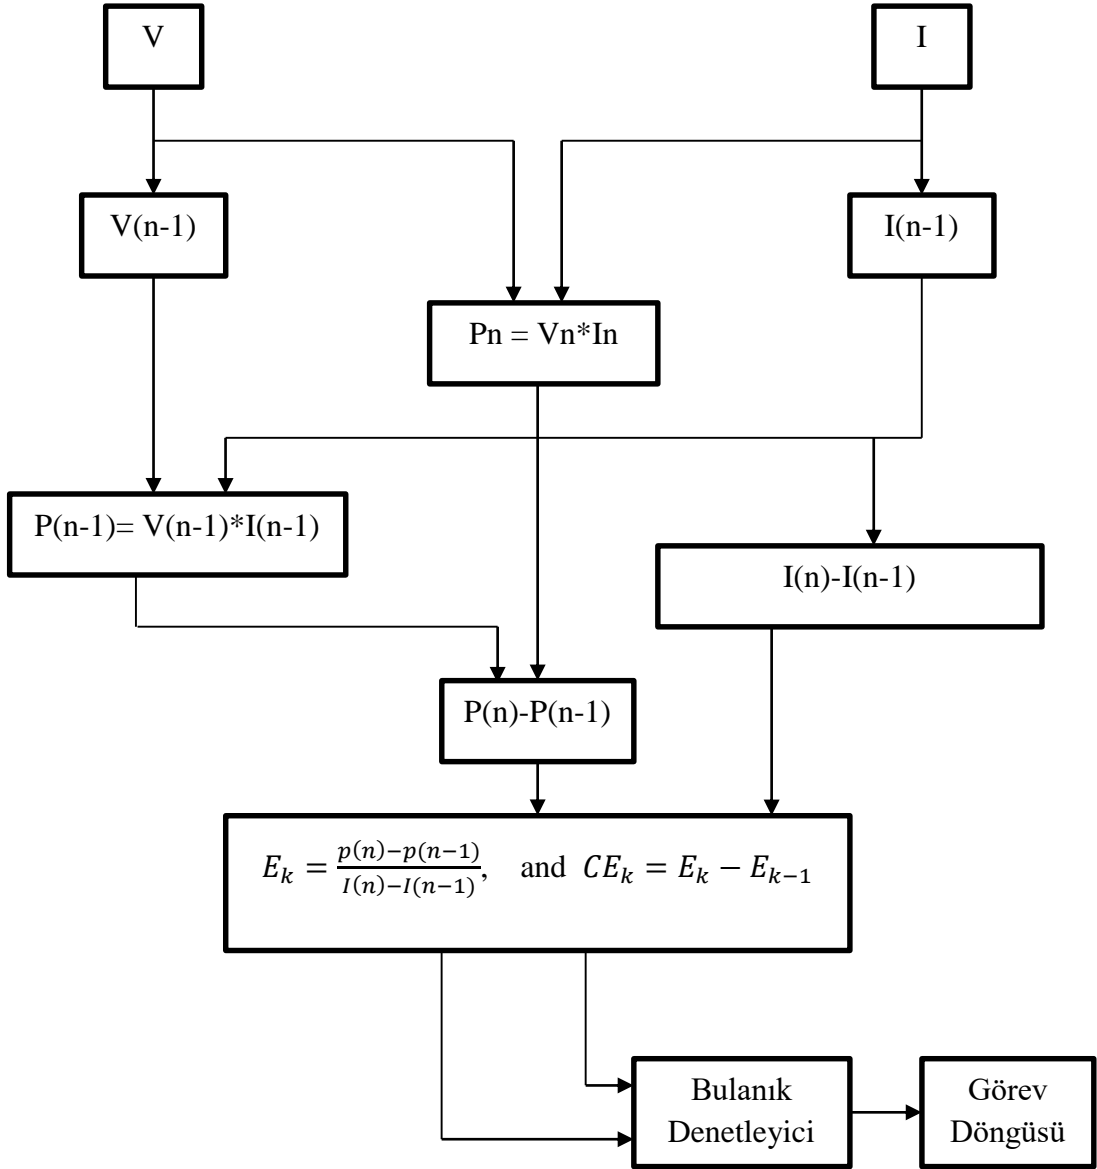 V
I
V(n-1)
I(n-1)
Pn = Vn*In
P(n-1)= V(n-1)*I(n-1)
I(n)-I(n-1)
P(n)-P(n-1)
$E_k = \frac{p(n)-p(n-1)}{I(n)-I(n-1)}$, and $CE_k = E_k - E_{k-1}$
Bulanık
Denetleyici
Görev
Döngüsü